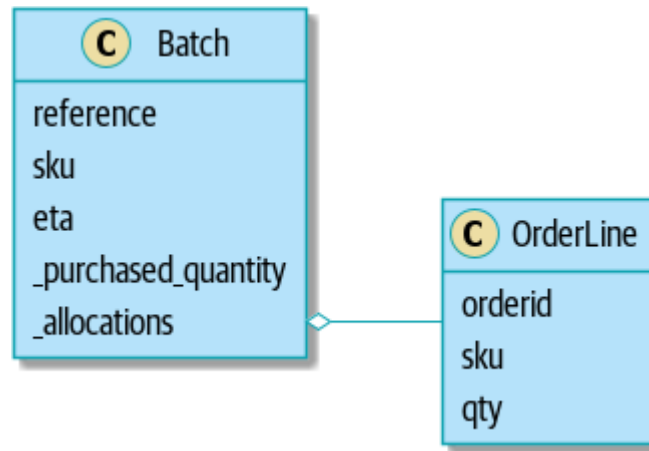 C Batch
reference
sku
eta
_purchased_quantity
_allocations
C OrderLine
orderid
sku
qty